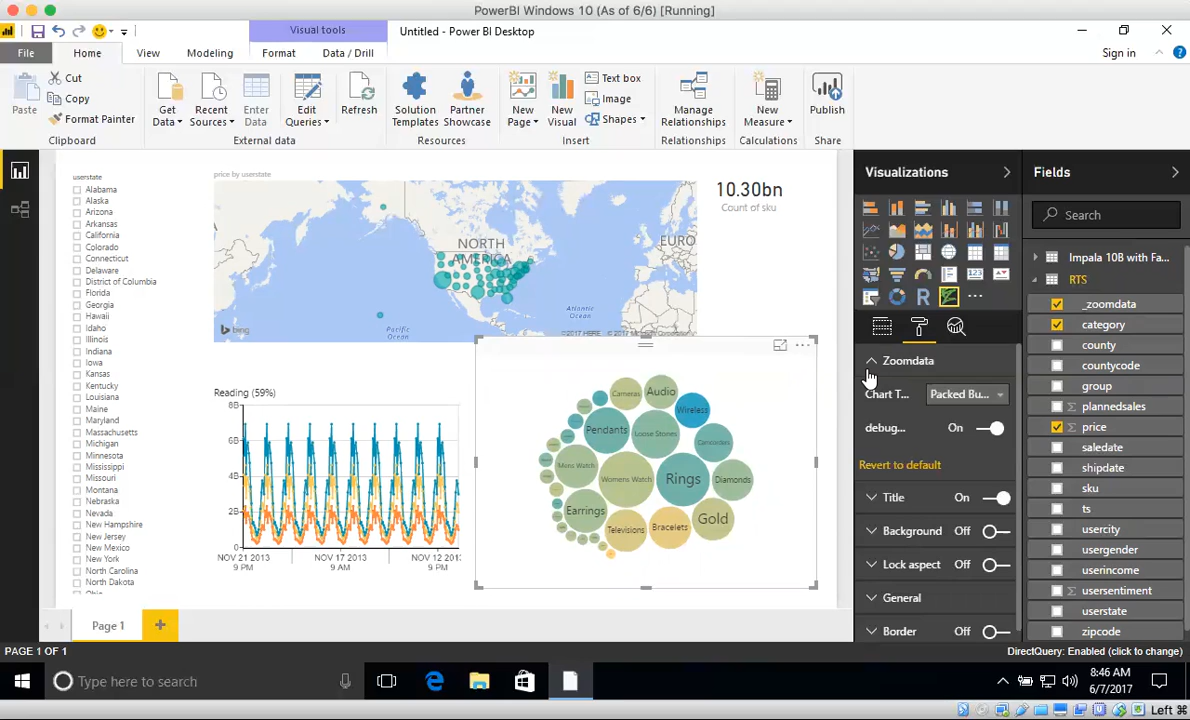 PowerBI Windows 10 (As of 6/6) [Running]
Visual tools
Untitled - Power BI Desktop
File
Home
View
Modeling
Format
Data / Drill
Sign in
Paste
Cut
Copy
Format Painter
Get Data
Recent Sources
Enter Data
Edit Queries
Refresh
Solution Templates
Partner Showcase
New Page
New Visual
Text box
Image
Shapes
Manage Relationships
New Measure
Publish
Clipboard
External data
Resources
Insert
Relationships
Calculations
Share
userstate
Alabama
Alaska
Arizona
Arkansas
California
Colorado
Connecticut
Delaware
District of Columbia
Florida
Georgia
Hawaii
Idaho
Illinois
Indiana
Iowa
Kansas
Kentucky
Louisiana
Maine
Maryland
Massachusetts
Michigan
Minnesota
Mississippi
Missouri
Montana
Nebraska
Nevada
New Hampshire
New Jersey
New Mexico
New York
North Carolina
North Dakota
Ohio
price by userstate
NORTH
AMERICA
EURO
Pacific
Ocean
Atlantic
Ocean
bing
10.30bn
Count of sku
Reading (59%)
8B
6B
4B
2B
0
NOV 21 2013
9 PM
NOV 17 2013
9 AM
NOV 12 201
9 PM
Cameras
Audio
Wireless
Pendants
Loose Stones
Camcorders
Mens Watch
Womens Watch
Rings
Diamonds
Earrings
Televisions
Bracelets
Gold
Visualizations
Zoomdata
Chart T...
Packed Bu...
debug...
On
Revert to default
Title
On
Background
Off
Lock aspect
Off
General
Border
Off
Fields
Search
Impala 10B with Fa...
RTS
_zoomdata
category
county
countycode
group
plannedsales
price
saledate
shipdate
sku
ts
usercity
usergender
userincome
usersentiment
userstate
zipcode
Page 1
PAGE 1 OF 1
DirectQuery: Enabled (click to change)
Type here to search
8:46 AM
6/7/2017
Left ⌘